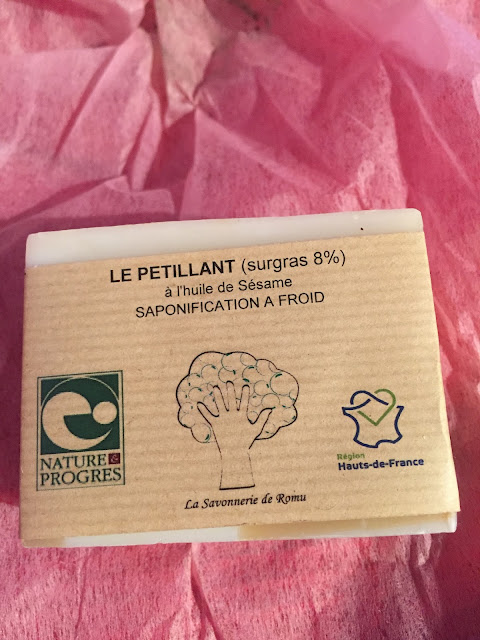 LE PETILLANT (surgras 8%)
à l'huile de Sésame
SAPONIFICATION A FROID
NATURE &
PROGRES
Région
Hauts-de-France
La Savonnerie de Romu